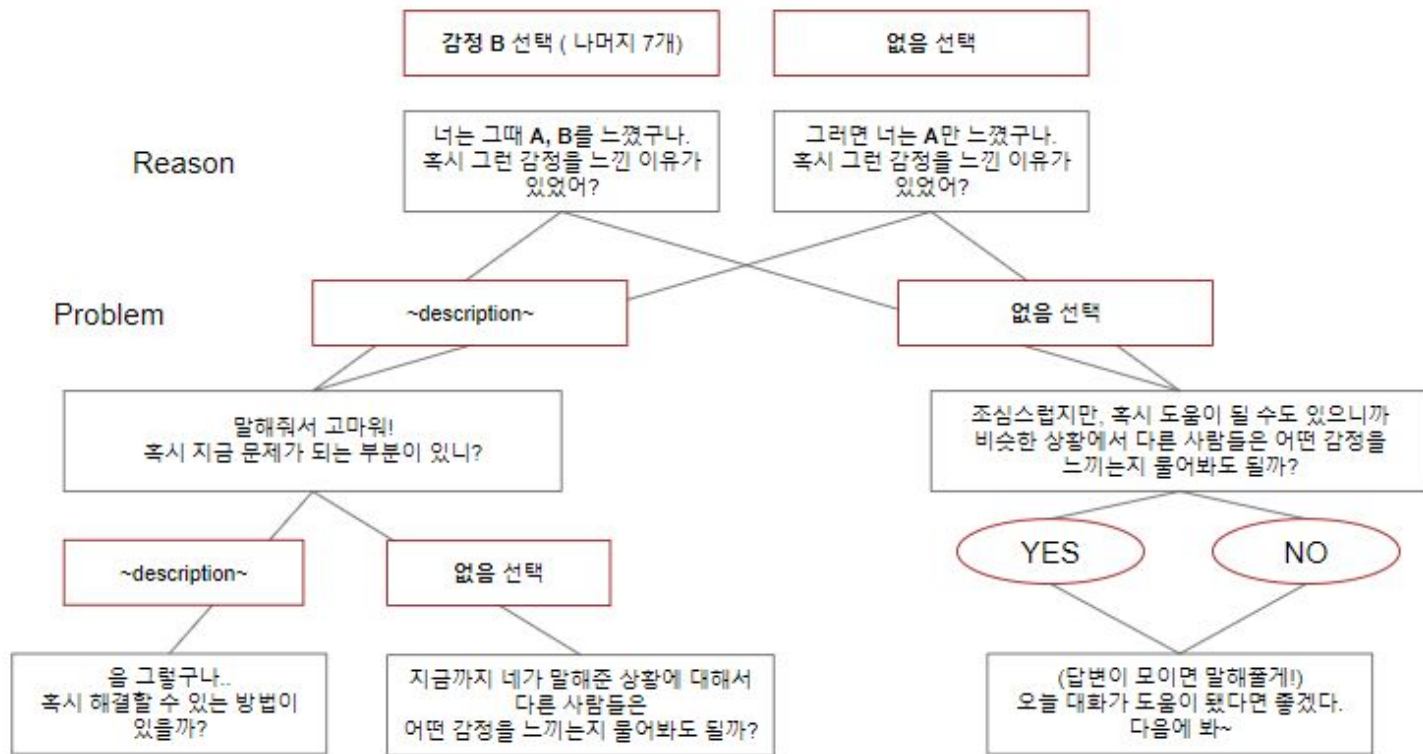 감정 B 선택 ( 나머지 7개)
없음 선택
Reason
너는 그때 A, B를 느꼈구나.
혹시 그런 감정을 느낀 이유가
있었어?
그러면 너는 A만 느꼈구나.
혹시 그런 감정을 느낀 이유가
있었어?
Problem
~description~
없음 선택
말해줘서 고마워!
혹시 지금 문제가 되는 부분이 있니?
조심스럽지만, 혹시 도움이 될 수도 있으니까
비슷한 상황에서 다른 사람들은 어떤 감정을
느끼는지 물어봐도 될까?
~description~
없음 선택
YES
NO
음 그렇구나..
혹시 해결할 수 있는 방법이
있을까?
지금까지 네가 말해준 상황에 대해서
다른 사람들은
어떤 감정을 느끼는지 물어봐도 될까?
(답변이 모이면 말해줄게!)
오늘 대화가 도움이 됐다면 좋겠다.
다음에 봐~